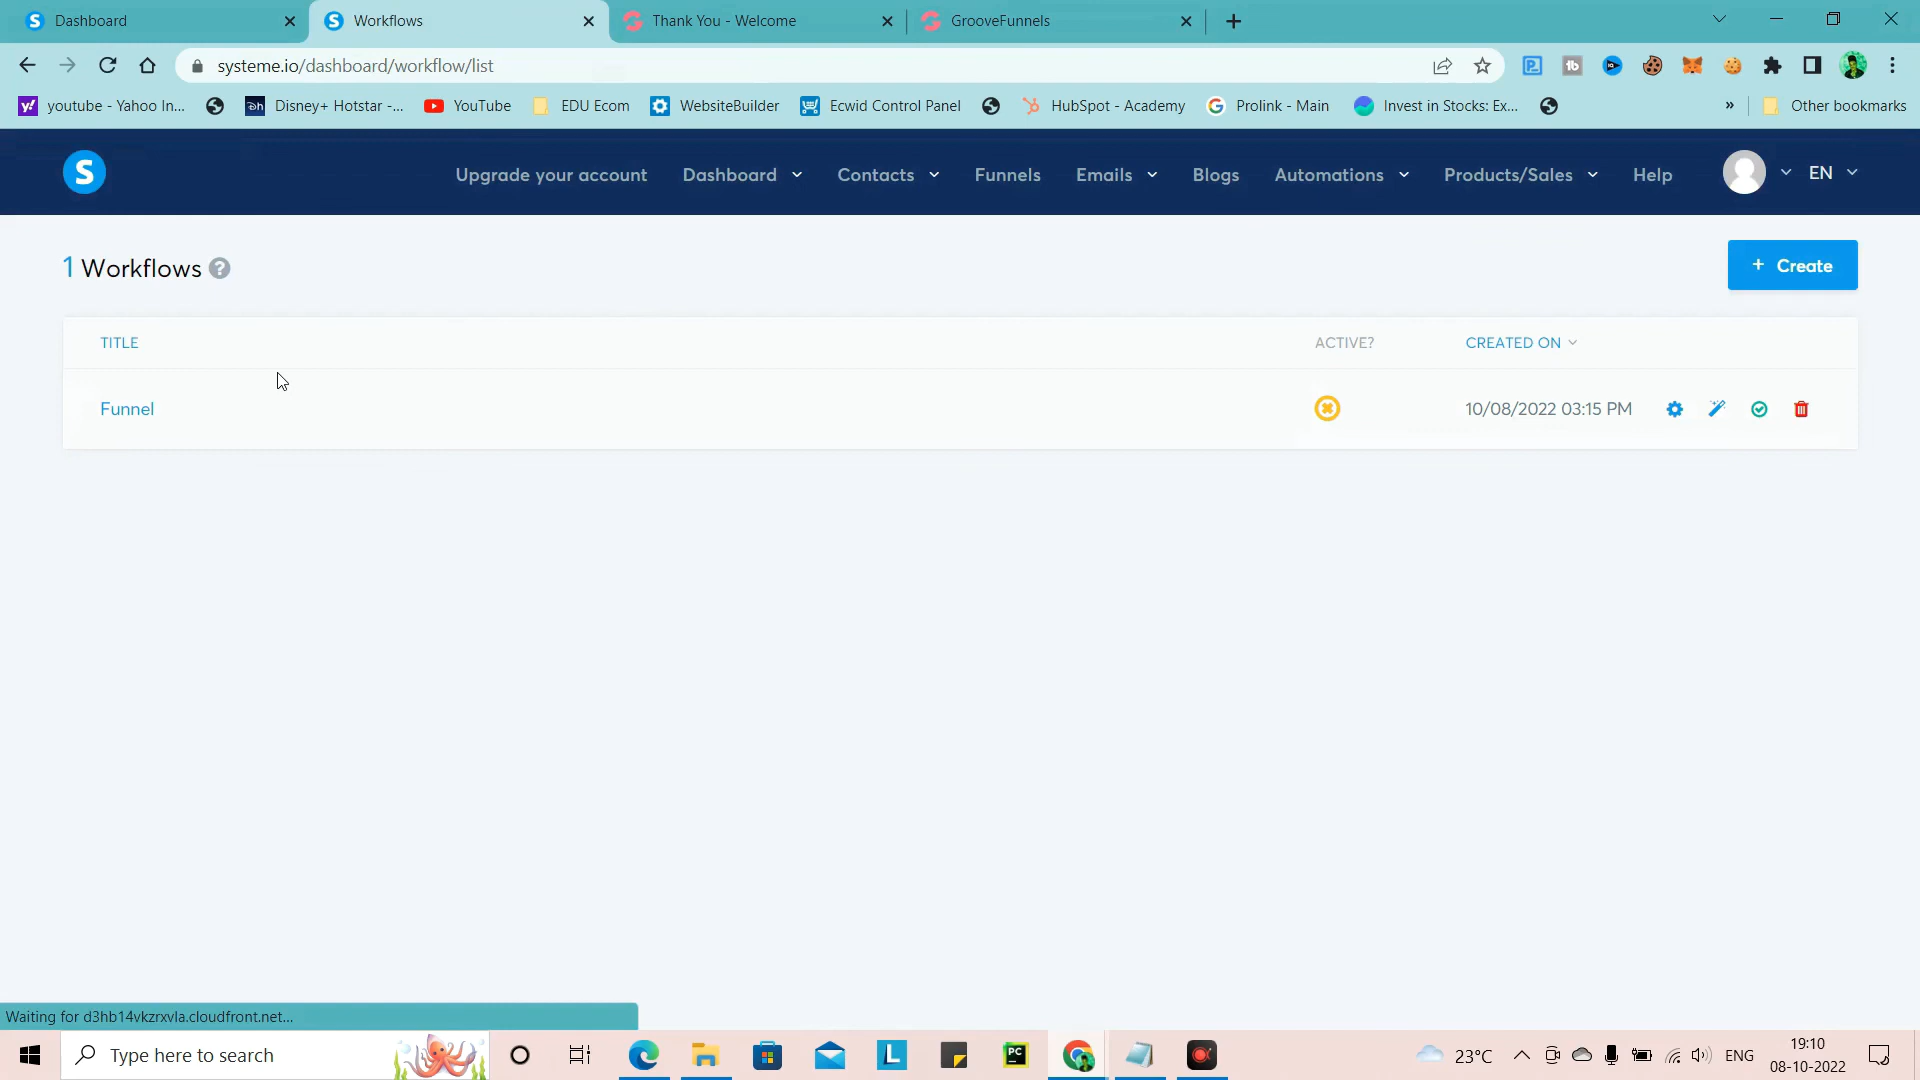 Dashboard
Workflows
Thank You - Welcome
GrooveFunnels
systeme.io/dashboard/workflow/list
youtube - Yahoo In...
Disney+ Hotstar -...
YouTube
EDU Ecom
WebsiteBuilder
Ecwid Control Panel
HubSpot - Academy
Prolink - Main
Invest in Stocks: Ex...
»
Other bookmarks
S
Upgrade your account
Dashboard
Contacts
Funnels
Emails
Blogs
Automations
Products/Sales
Help
EN
1 Workflows ?
+ Create
TITLE
ACTIVE?
CREATED ON
Funnel
10/08/2022 03:15 PM
Waiting for d3hb14vkzrxvla.cloudfront.net...
Type here to search
L
PC
23°C
ENG
19:10
08-10-2022